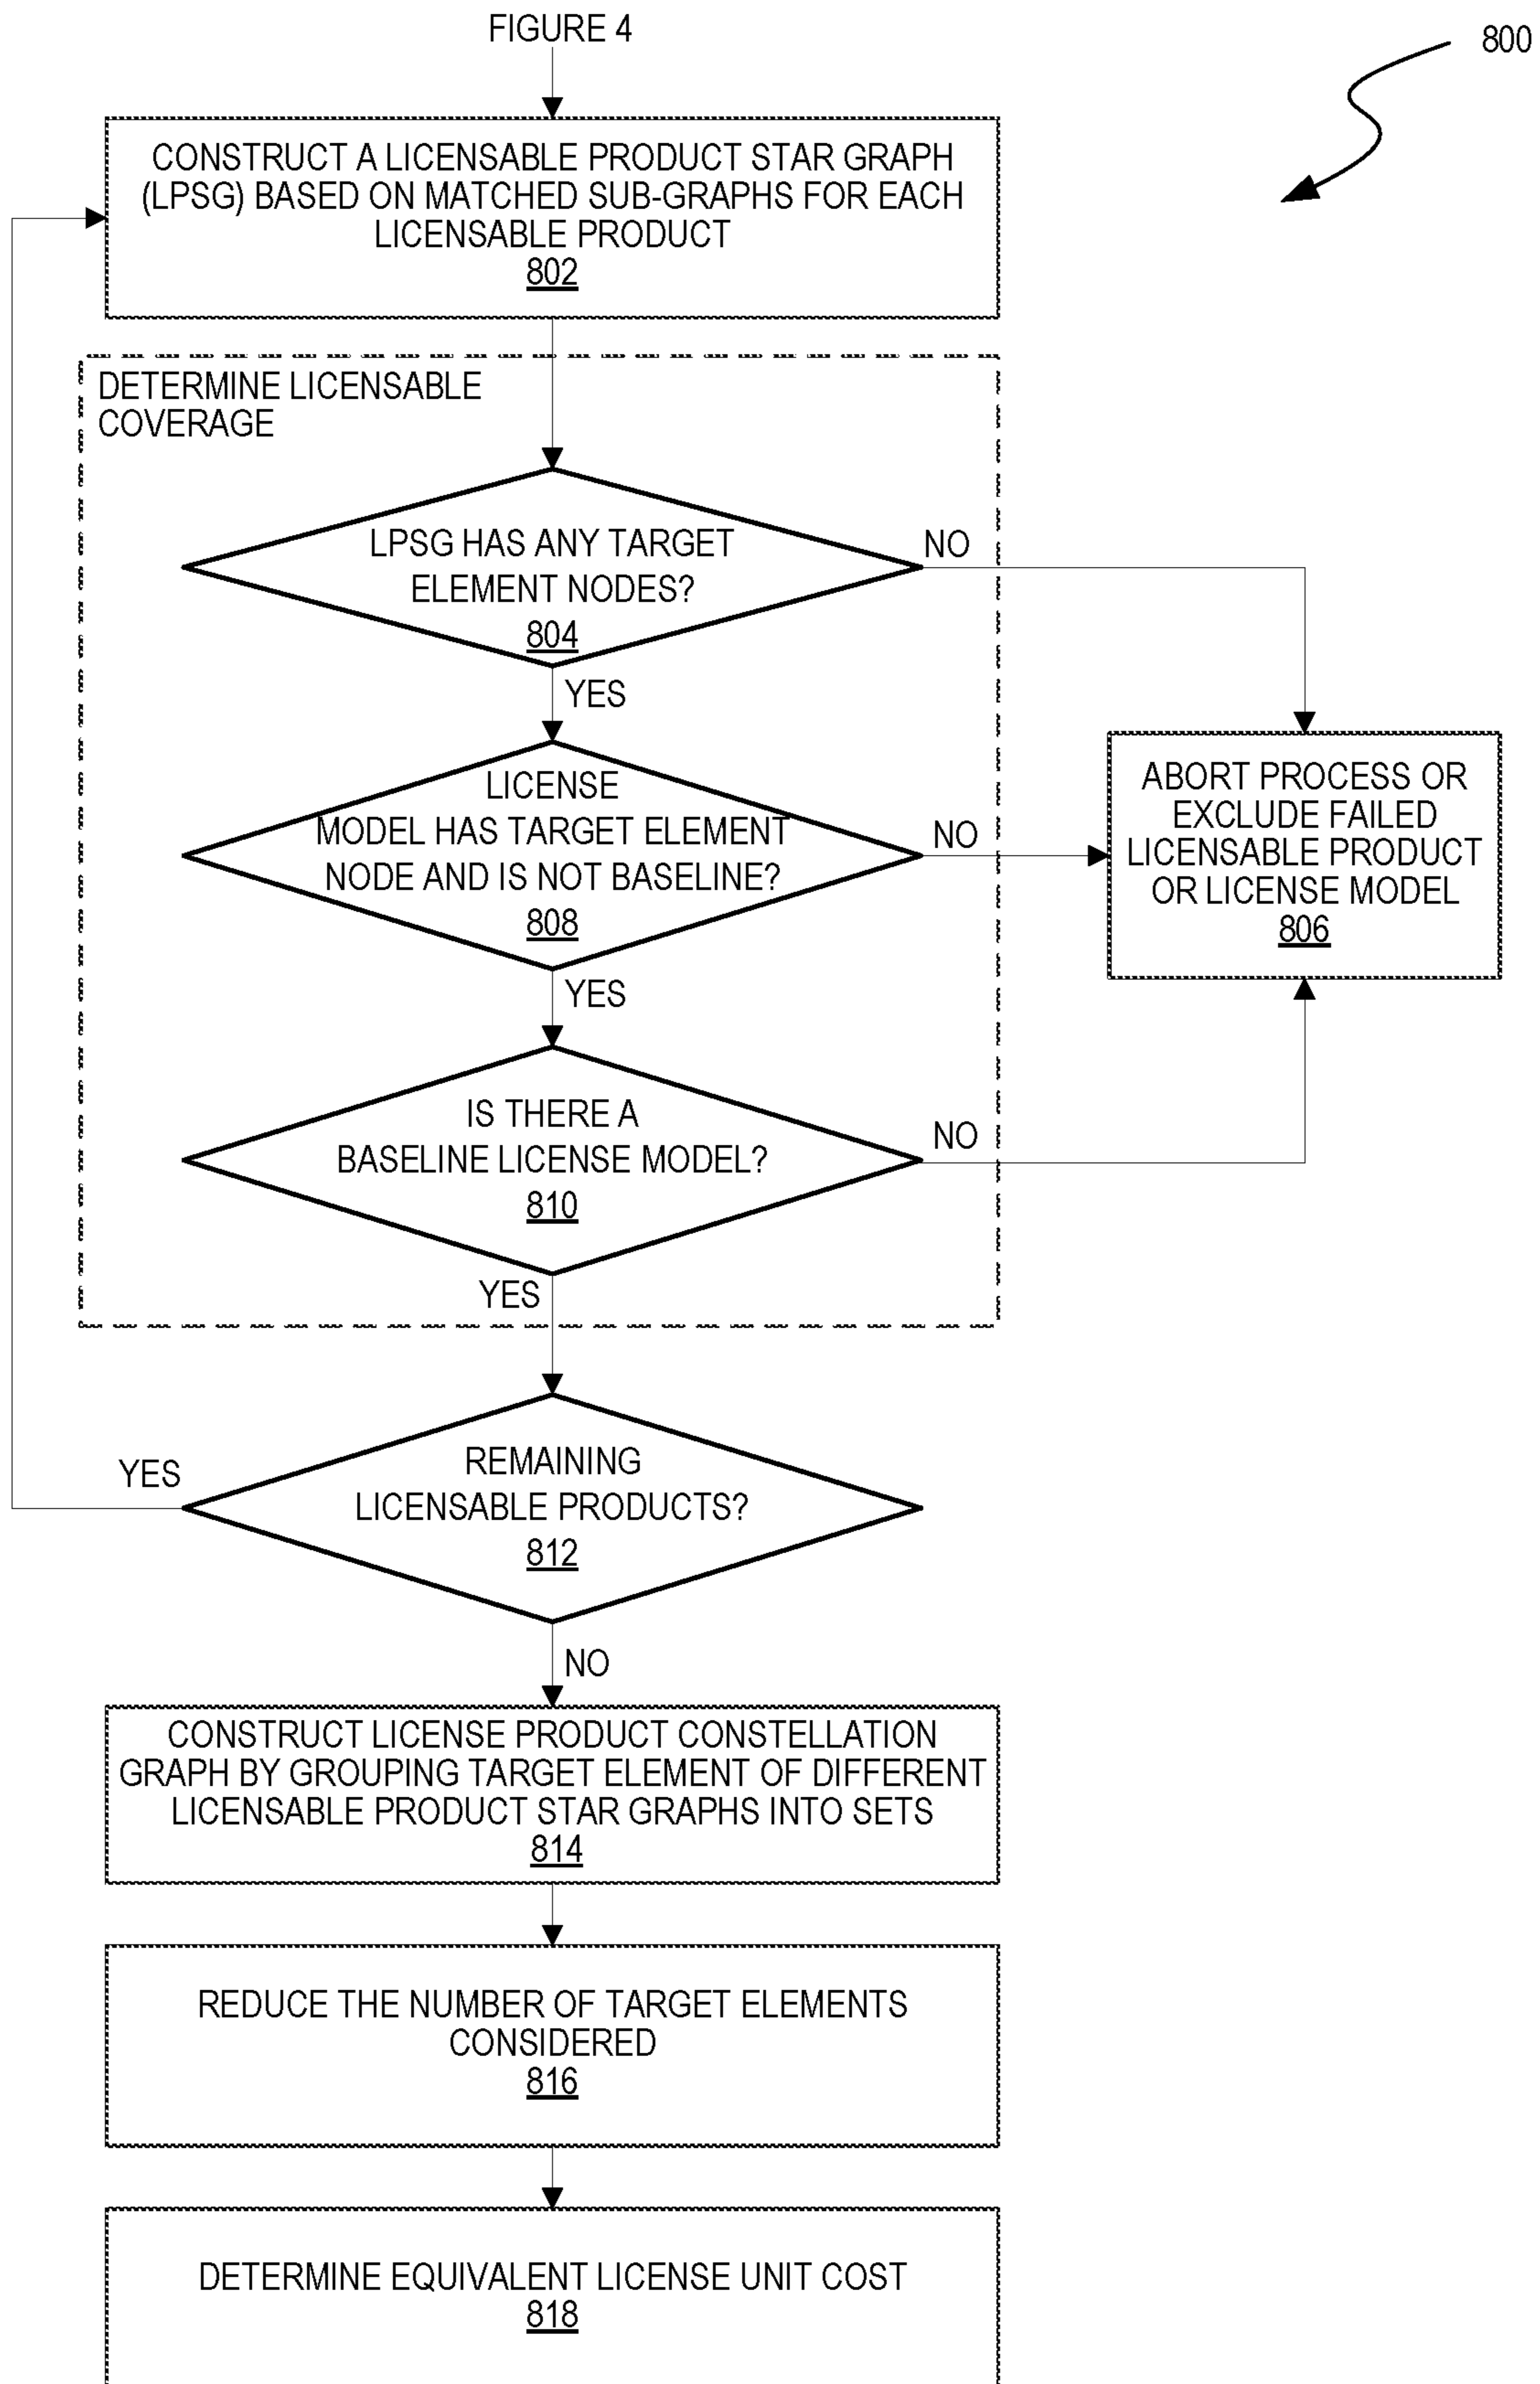 FIGURE 4
800
CONSTRUCT A LICENSABLE PRODUCT STAR GRAPH
(LPSG) BASED ON MATCHED SUB-GRAPHS FOR EACH
LICENSABLE PRODUCT
802
DETERMINE LICENSABLE
COVERAGE
LPSG HAS ANY TARGET
ELEMENT NODES?
804
NO
YES
LICENSE
MODEL HAS TARGET ELEMENT
NODE AND IS NOT BASELINE?
808
NO
ABORT PROCESS OR
EXCLUDE FAILED
LICENSABLE PRODUCT
OR LICENSE MODEL
806
YES
IS THERE A
BASELINE LICENSE MODEL?
810
NO
YES
REMAINING
LICENSABLE PRODUCTS?
812
YES
NO
CONSTRUCT LICENSE PRODUCT CONSTELLATION
GRAPH BY GROUPING TARGET ELEMENT OF DIFFERENT
LICENSABLE PRODUCT STAR GRAPHS INTO SETS
814
REDUCE THE NUMBER OF TARGET ELEMENTS
CONSIDERED
816
DETERMINE EQUIVALENT LICENSE UNIT COST
818